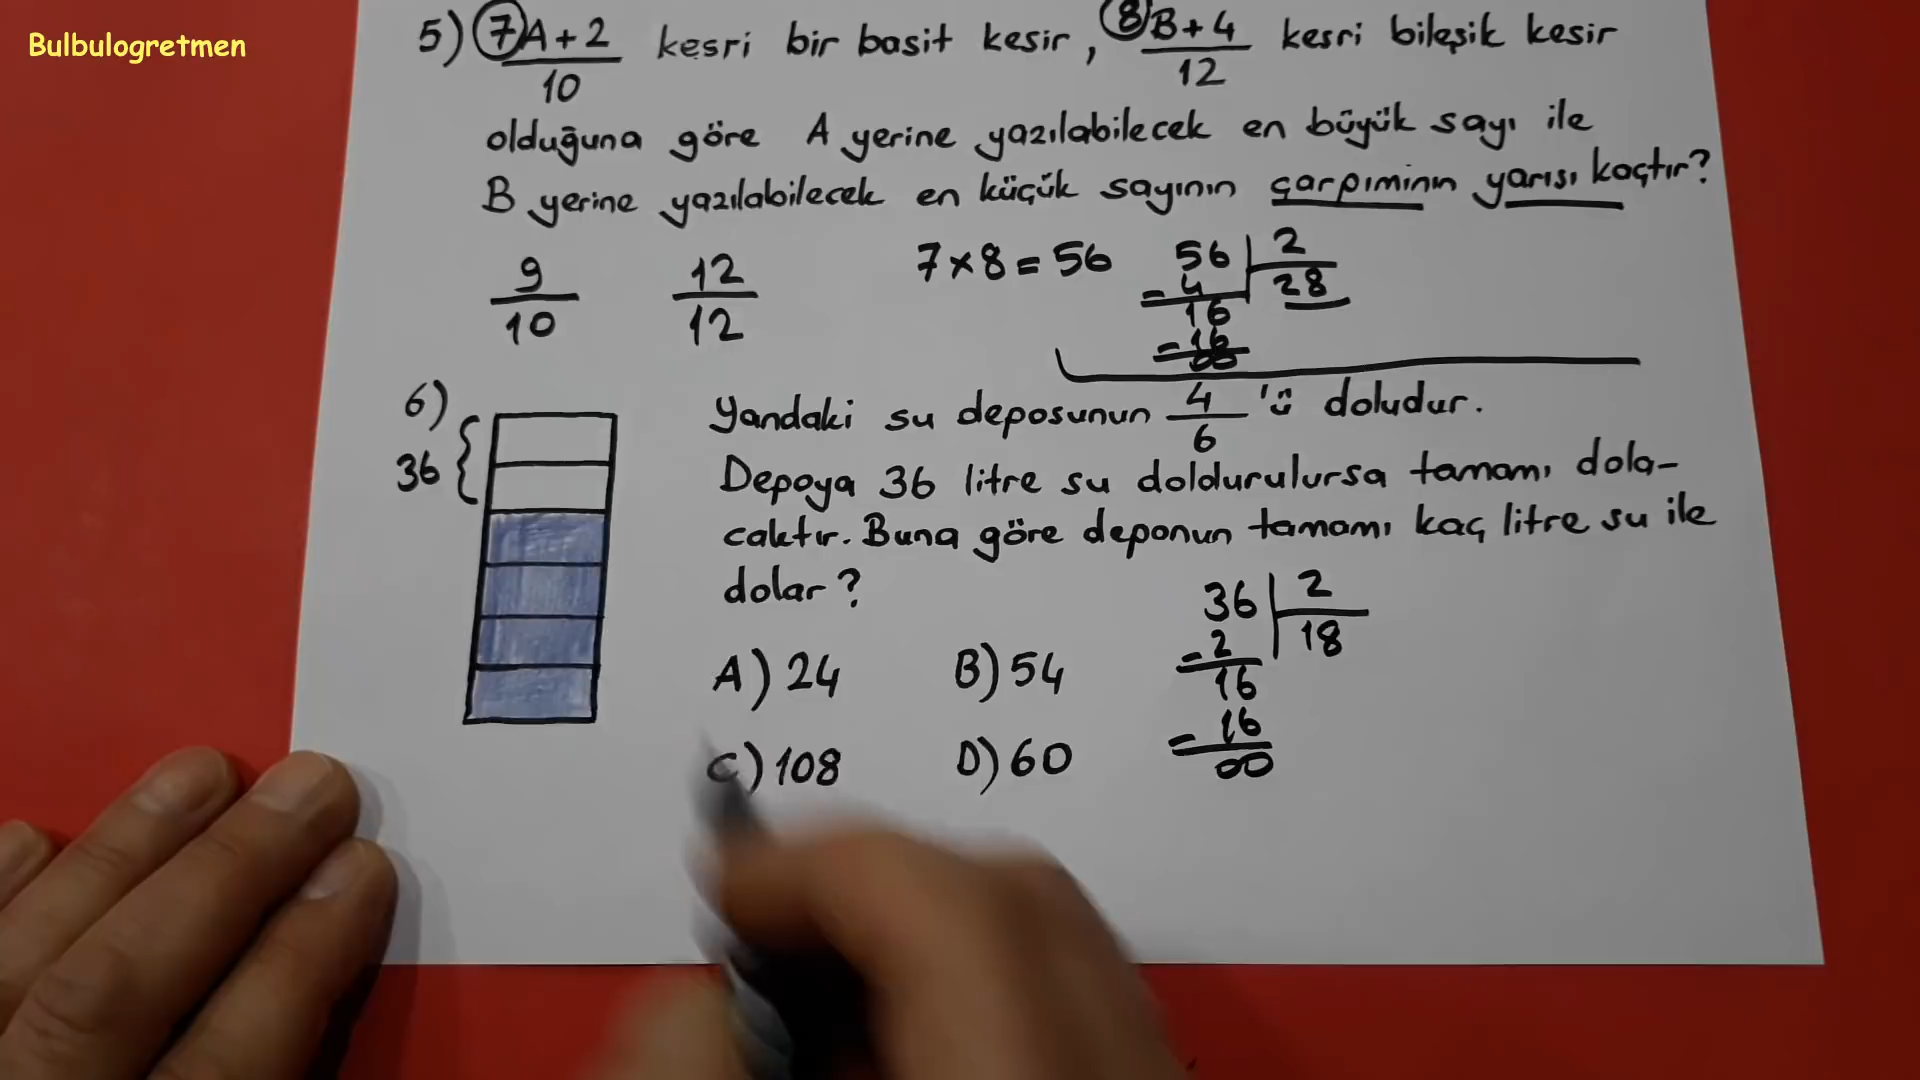 Bulbulogretmen
5) 7 A+2/10 kesri bir basit kesir, 8 B+4/12 kesri bileşik kesir
olduğuna göre A yerine yazılabilecek en büyük sayı ile
B yerine yazılabilecek en küçük sayının çarpımının yarısı kaçtır?
9/10 12/12 7×8=56 56 | 2
- 4 28
16
- 16
00
6) Yandaki su deposunun 4/6 'ü doludur.
36 Depoya 36 litre su doldurulursa tamamı dola-
caktır. Buna göre deponun tamamı kaç litre su ile
dolar?
36 | 2
- 2 18
16
- 16
00
A) 24 B) 54
C) 108 D) 60